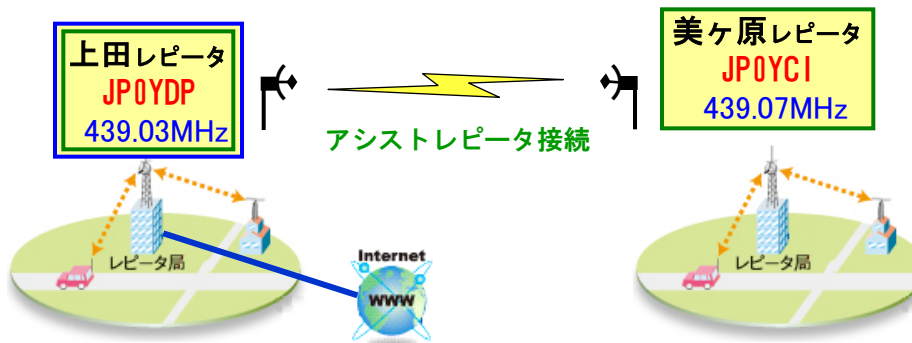 上田レピータ
JP0YDP
439.03MHz
美ヶ原レピータ
JP0YCI
439.07MHz
アシストレピータ接続
レピータ局
Internet
WWW
レピータ局